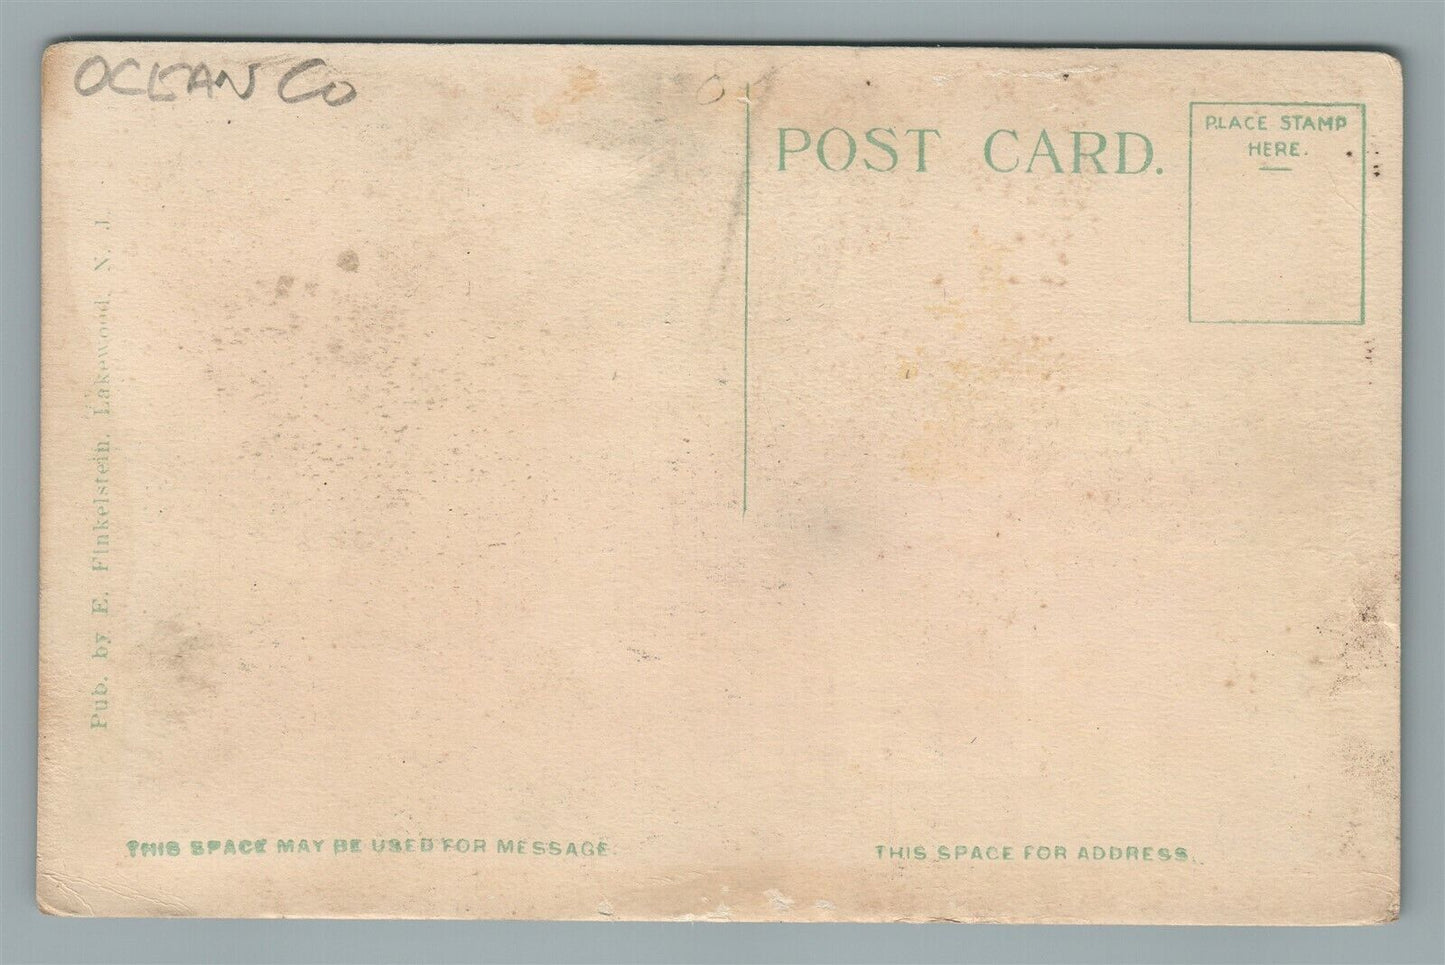 OCEAN CO
POST CARD.
PLACE STAMP
HERE.
Pub. by E. Finkelstein, Lakewood, N. J.
THIS SPACE MAY BE USED FOR MESSAGE.
THIS SPACE FOR ADDRESS.